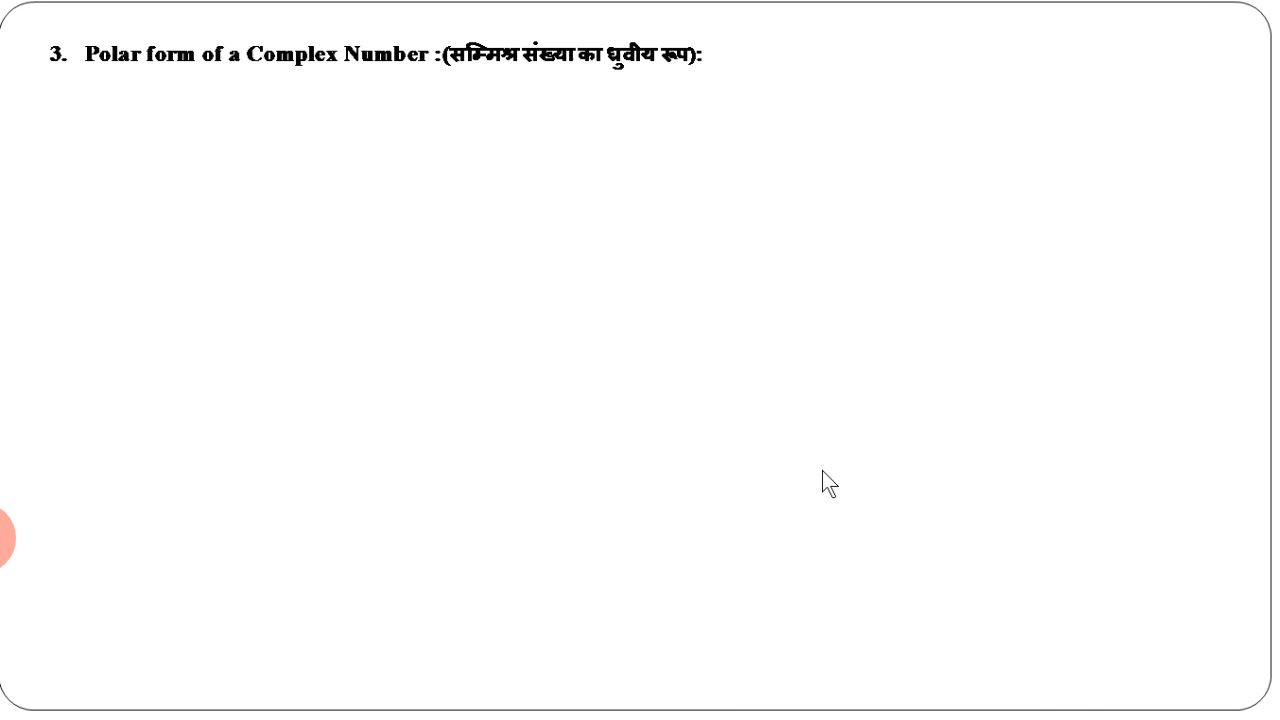 3. Polar form of a Complex Number :(सम्मिश्र संख्या का ध्रुवीय रूप):